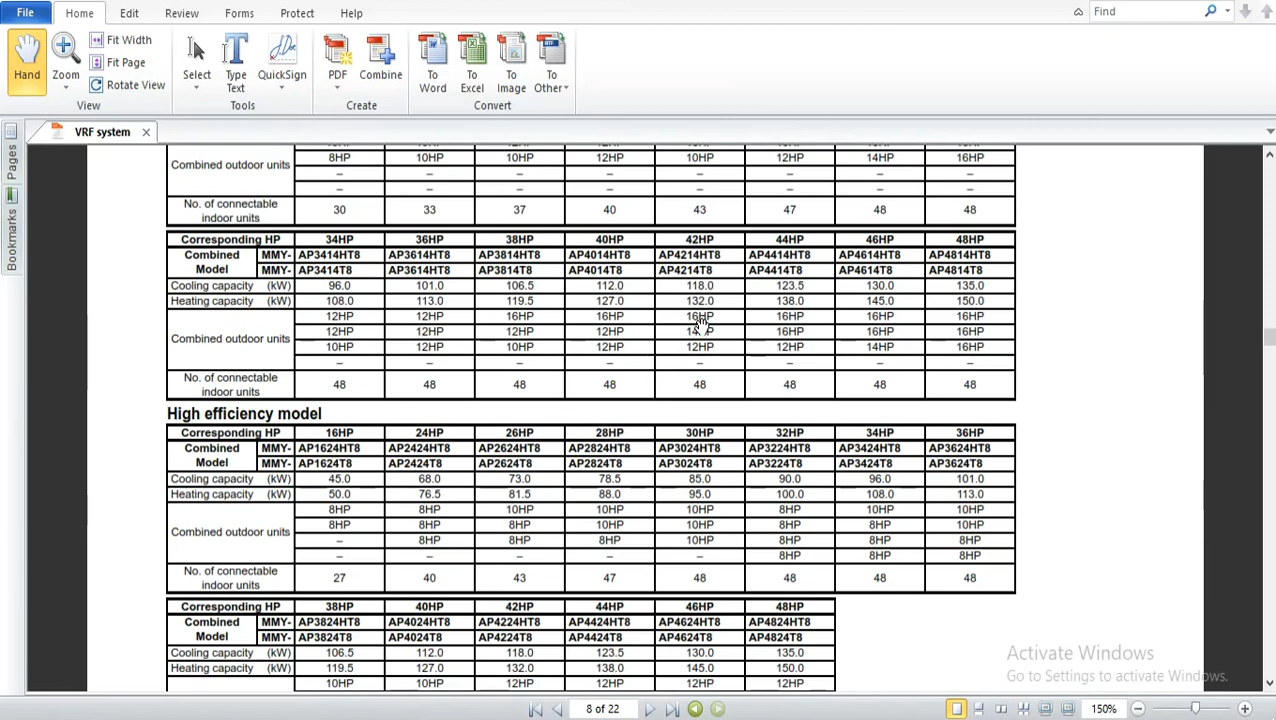 File Home Edit Review Forms Protect Help Find
Hand Zoom Fit Width Fit Page Rotate View Select Type Text QuickSign PDF Combine To Word To Excel To Image To Other
View Tools Create Convert
VRF system
Pages
Bookmarks
Combined outdoor units 8HP 10HP 10HP 12HP 10HP 12HP 14HP 16HP
– – – – – – – –
– – – – – – – –
No. of connectable indoor units 30 33 37 40 43 47 48 48
Corresponding HP 34HP 36HP 38HP 40HP 42HP 44HP 46HP 48HP
Combined Model MMY- AP3414HT8 AP3614HT8 AP3814HT8 AP4014HT8 AP4214HT8 AP4414HT8 AP4614HT8 AP4814HT8
MMY- AP3414T8 AP3614T8 AP3814T8 AP4014T8 AP4214T8 AP4414T8 AP4614T8 AP4814T8
Cooling capacity (kW) 96.0 101.0 106.5 112.0 118.0 123.5 130.0 135.0
Heating capacity (kW) 108.0 113.0 119.5 127.0 132.0 138.0 145.0 150.0
Combined outdoor units 12HP 12HP 16HP 16HP 16HP 16HP 16HP 16HP
12HP 12HP 12HP 12HP 14HP 16HP 16HP 16HP
10HP 12HP 10HP 12HP 12HP 12HP 14HP 16HP
– – – – – – – –
No. of connectable indoor units 48 48 48 48 48 48 48 48
High efficiency model
Corresponding HP 16HP 24HP 26HP 28HP 30HP 32HP 34HP 36HP
Combined Model MMY- AP1624HT8 AP2424HT8 AP2624HT8 AP2824HT8 AP3024HT8 AP3224HT8 AP3424HT8 AP3624HT8
MMY- AP1624T8 AP2424T8 AP2624T8 AP2824T8 AP3024T8 AP3224T8 AP3424T8 AP3624T8
Cooling capacity (kW) 45.0 68.0 73.0 78.5 85.0 90.0 96.0 101.0
Heating capacity (kW) 50.0 76.5 81.5 88.0 95.0 100.0 108.0 113.0
Combined outdoor units 8HP 8HP 10HP 10HP 10HP 8HP 10HP 10HP
8HP 8HP 8HP 10HP 10HP 8HP 8HP 10HP
– 8HP 8HP 8HP 10HP 8HP 8HP 8HP
– – – – – 8HP 8HP 8HP
No. of connectable indoor units 27 40 43 47 48 48 48 48
Corresponding HP 38HP 40HP 42HP 44HP 46HP 48HP
Combined Model MMY- AP3824HT8 AP4024HT8 AP4224HT8 AP4424HT8 AP4624HT8 AP4824HT8
MMY- AP3824T8 AP4024T8 AP4224T8 AP4424T8 AP4624T8 AP4824T8
Cooling capacity (kW) 106.5 112.0 118.0 123.5 130.0 135.0
Heating capacity (kW) 119.5 127.0 132.0 138.0 145.0 150.0
10HP 10HP 12HP 12HP 12HP 12HP
Activate Windows
Go to Settings to activate Windows.
8 of 22 150%